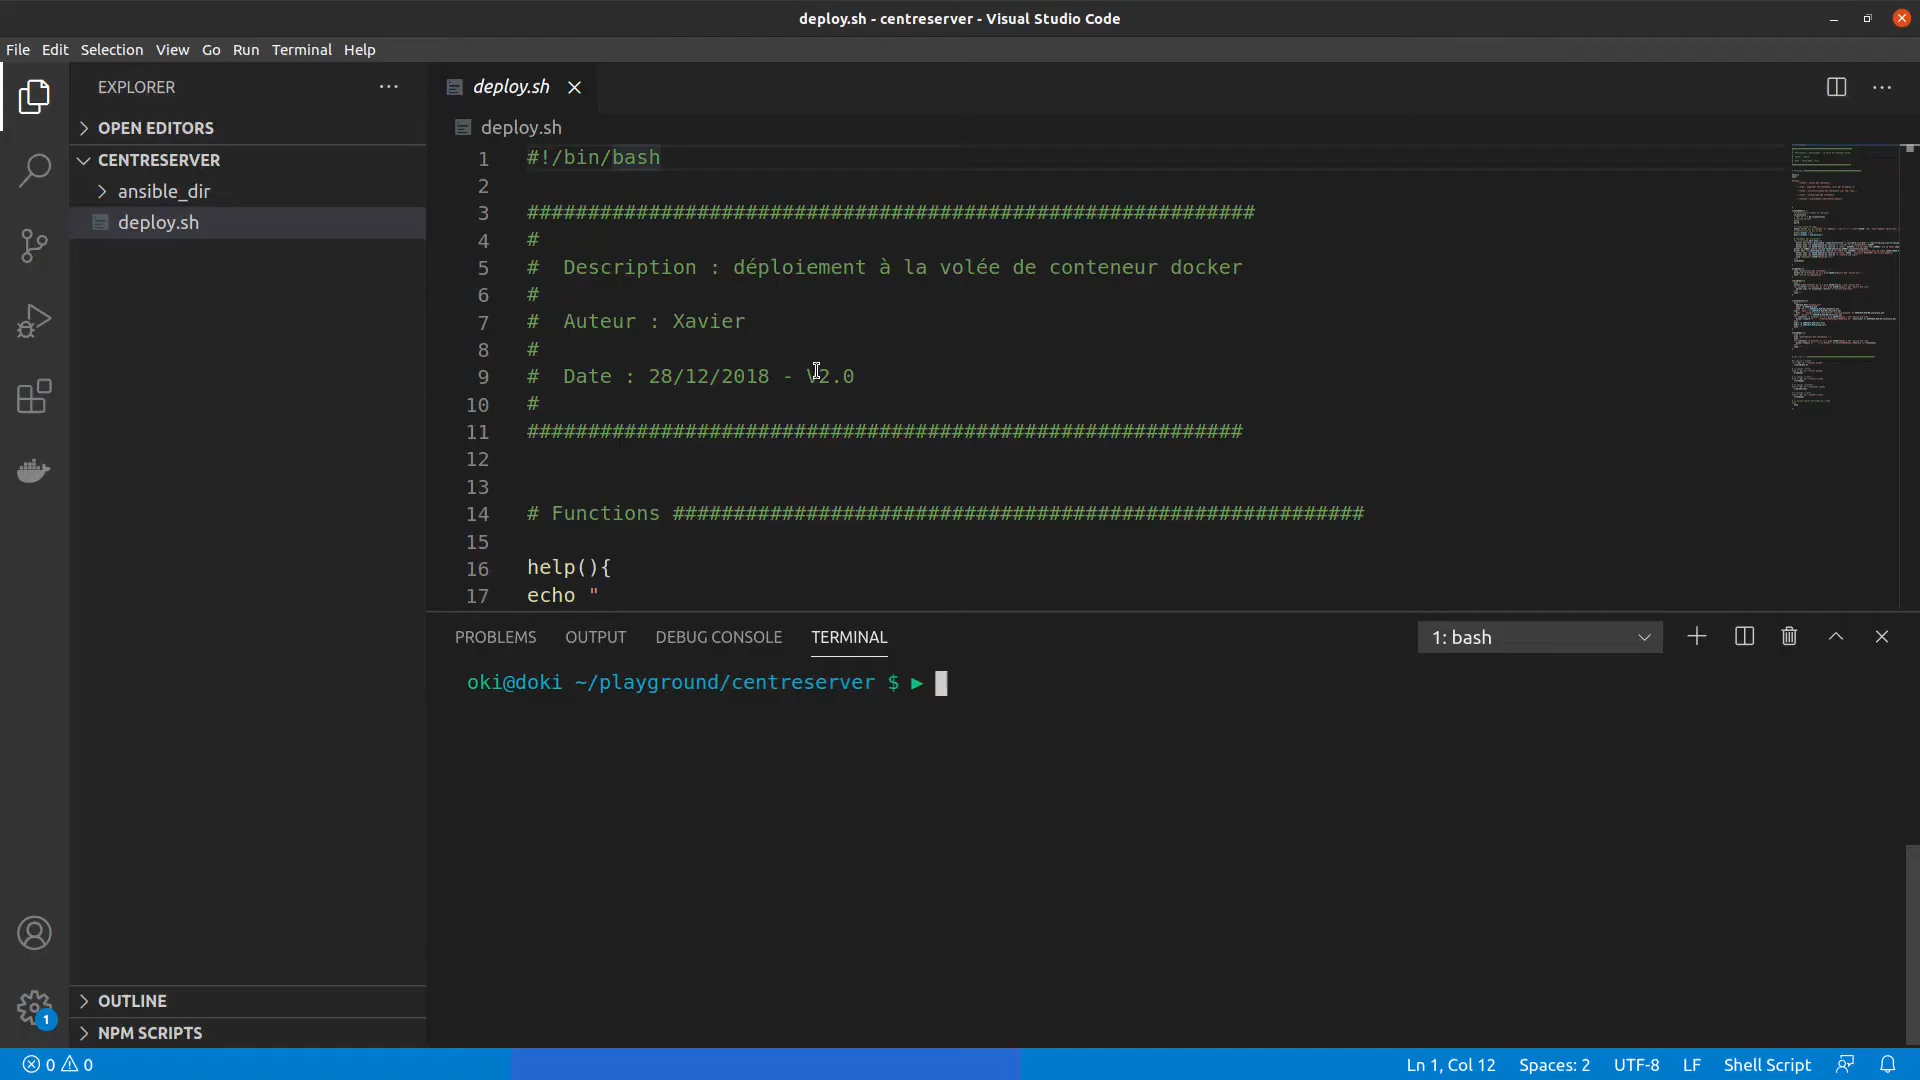 deploy.sh - centreserver - Visual Studio Code
File Edit Selection View Go Run Terminal Help
EXPLORER
OPEN EDITORS
CENTRESERVER
ansible_dir
deploy.sh
deploy.sh
deploy.sh
1 #!/bin/bash
2
3 ############################################################
4 #
5 #  Description : déploiement à la volée de conteneur docker
6 #
7 #  Auteur : Xavier
8 #
9 #  Date : 28/12/2018 - V2.0
10 #
11 ###########################################################
12
13
14 # Functions #########################################################
15
16 help(){
17 echo "
PROBLEMS OUTPUT DEBUG CONSOLE TERMINAL
1: bash
oki@doki ~/playground/centreserver $ ►
1
OUTLINE
NPM SCRIPTS
0 0
Ln 1, Col 12 Spaces: 2 UTF-8 LF Shell Script